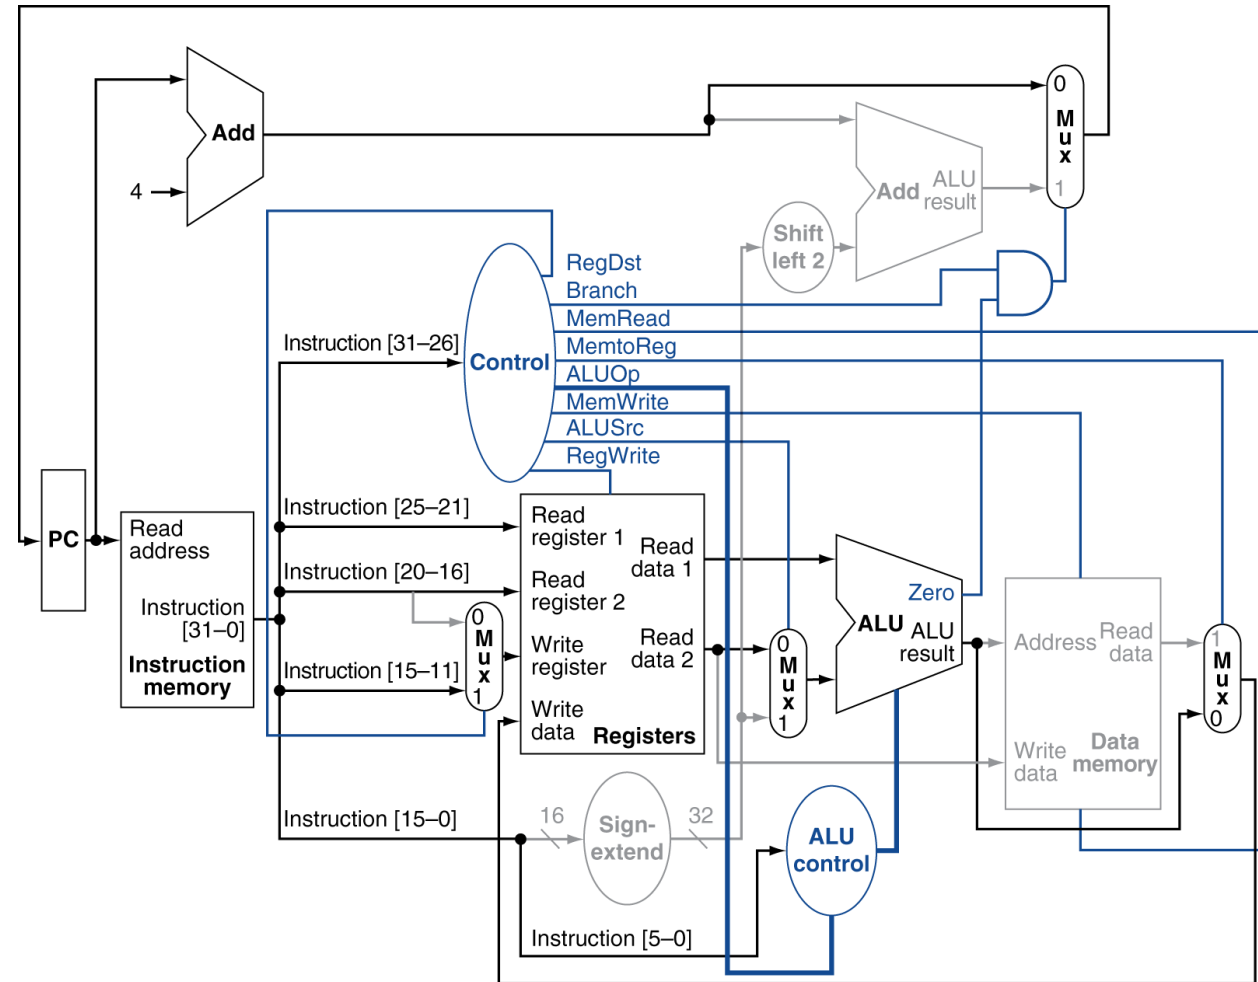 0
M
u
x
1
Add
4
Add
ALU
result
Shift
left 2
RegDst
Branch
MemRead
MemtoReg
ALUOp
MemWrite
ALUSrc
RegWrite
Control
Instruction [31–26]
Instruction [25–21]
Instruction [20–16]
Instruction [15–11]
Instruction [15–0]
Instruction [5–0]
PC
Read
address
Instruction
[31–0]
Instruction
memory
0
M
u
x
1
Read
register 1
Read
register 2
Write
register
Write
data
Read
data 1
Read
data 2
Registers
0
M
u
x
1
Zero
ALU
ALU
result
Address
Read
data
Write
data
Data
memory
1
M
u
x
0
16
Sign-
extend
32
ALU
control